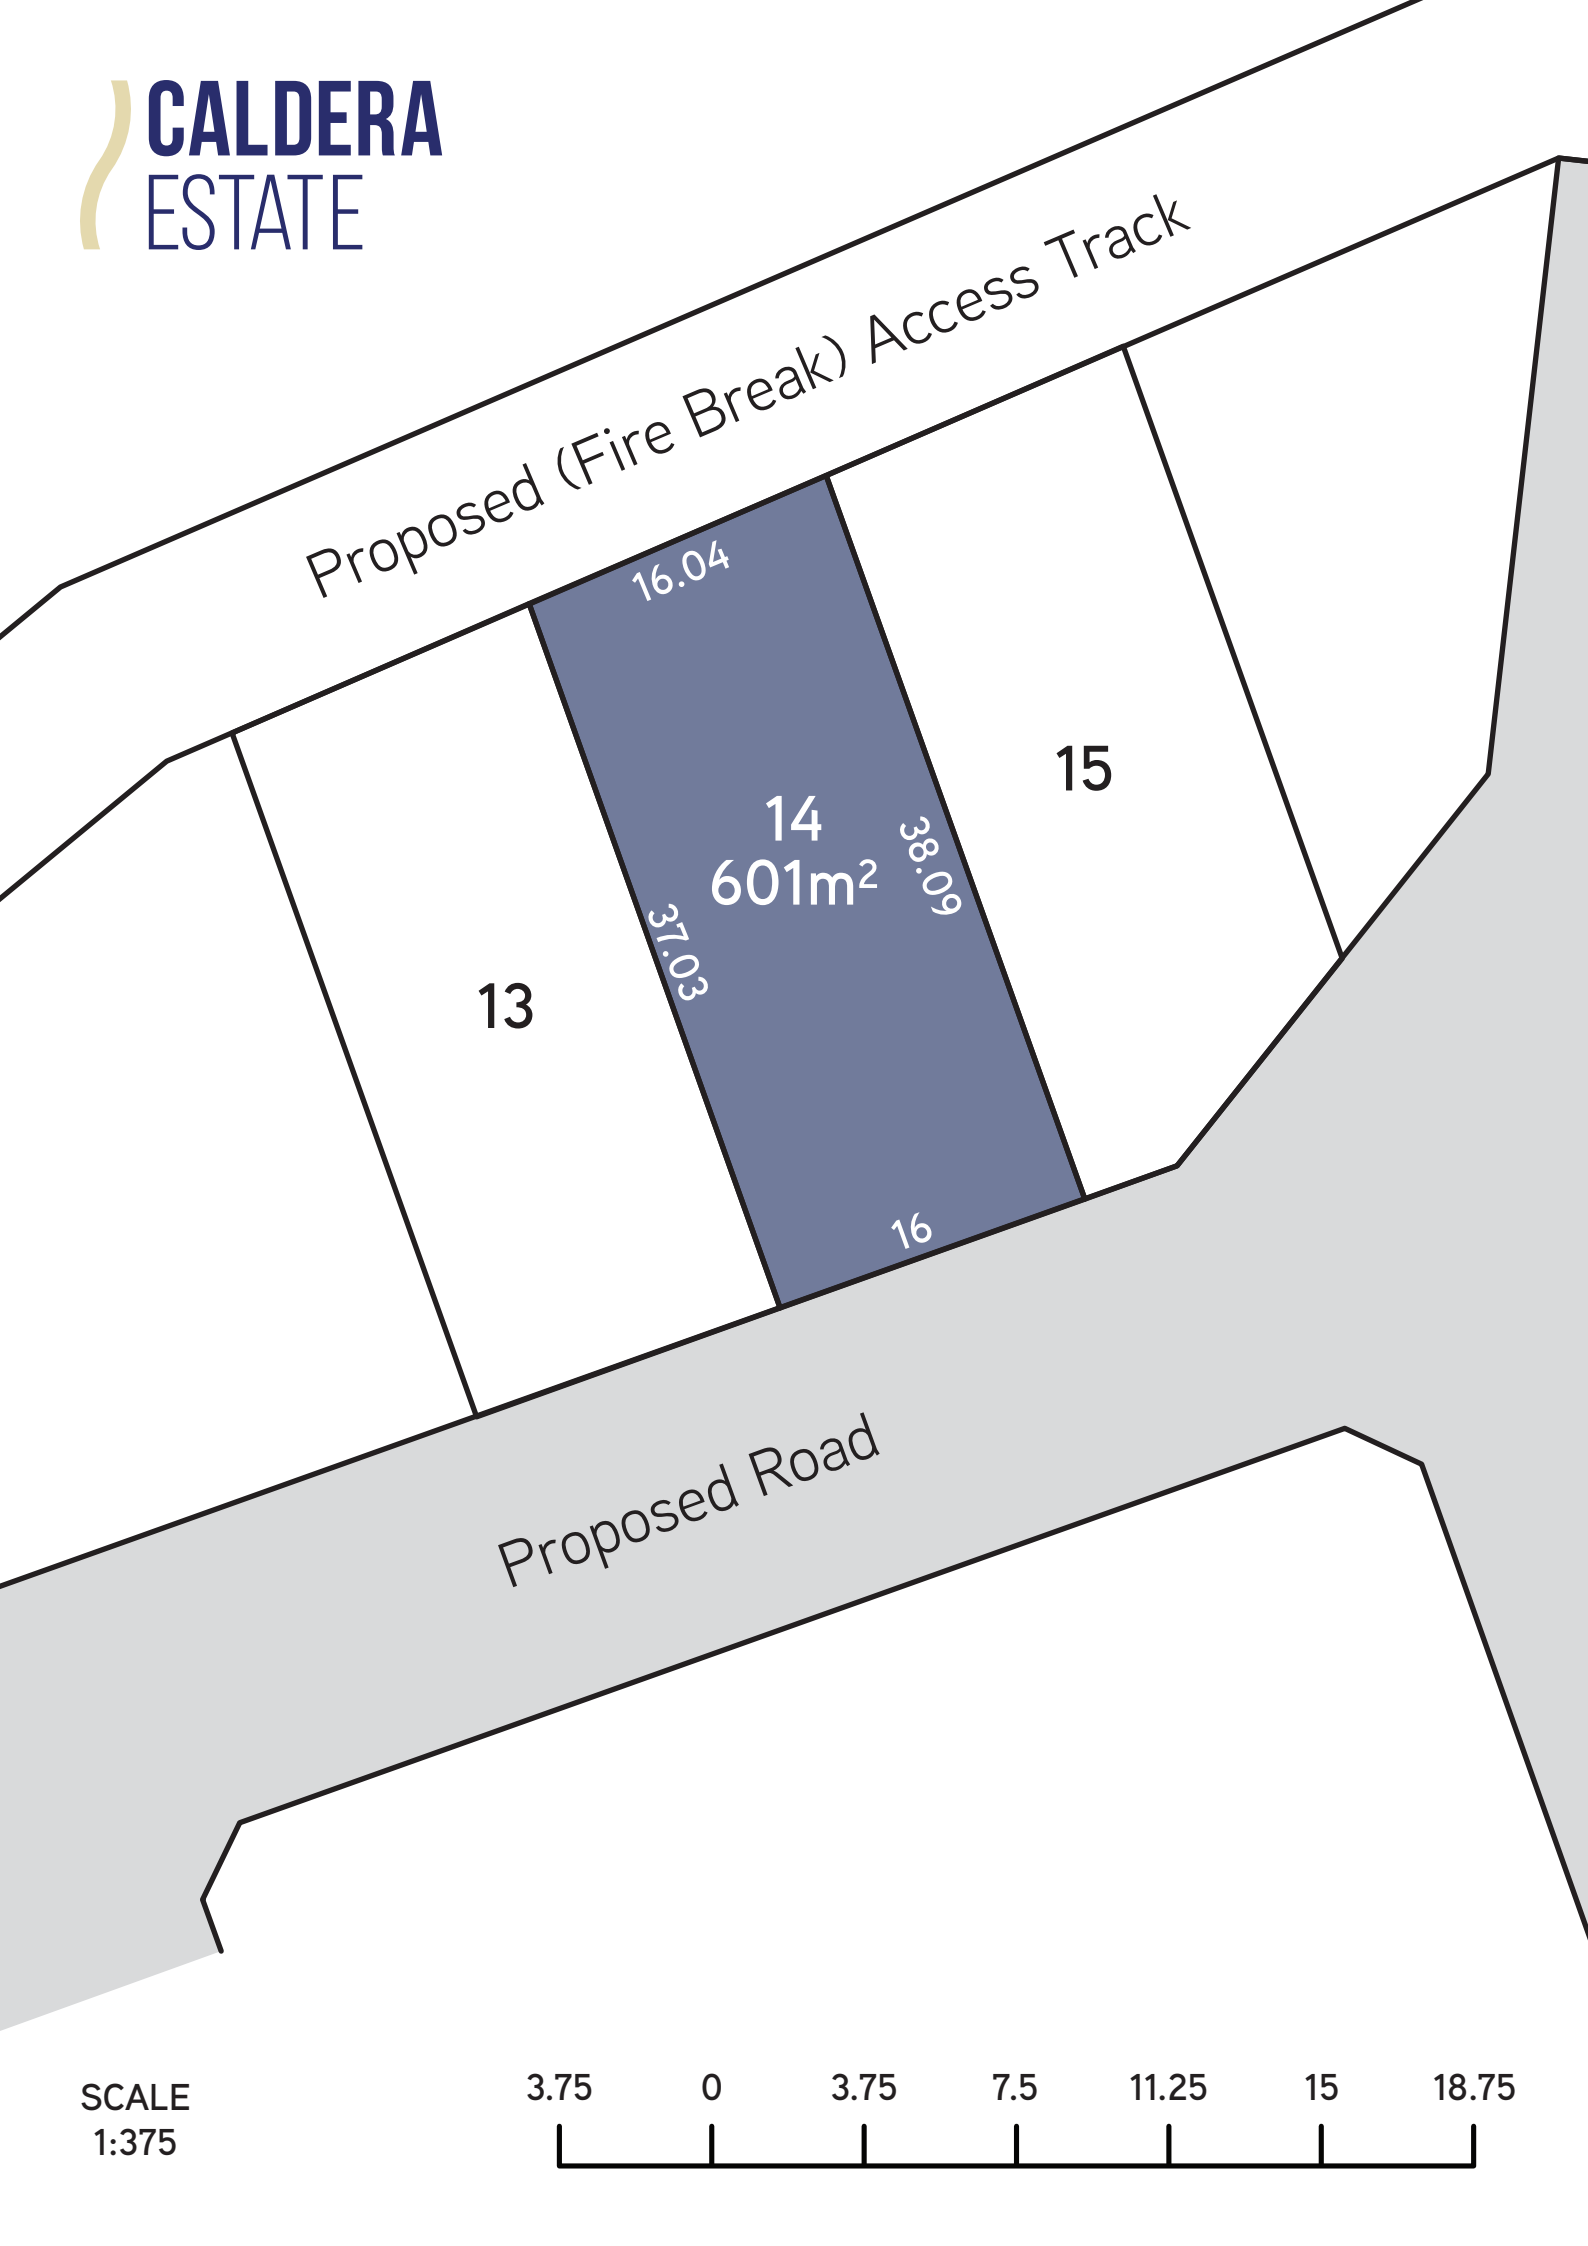 CALDERA
ESTATE
Proposed (Fire Break) Access Track
16.04
15
14
601m²
38.09
37.03
13
16
Proposed Road
SCALE
1:375
3.75 0 3.75 7.5 11.25 15 18.75